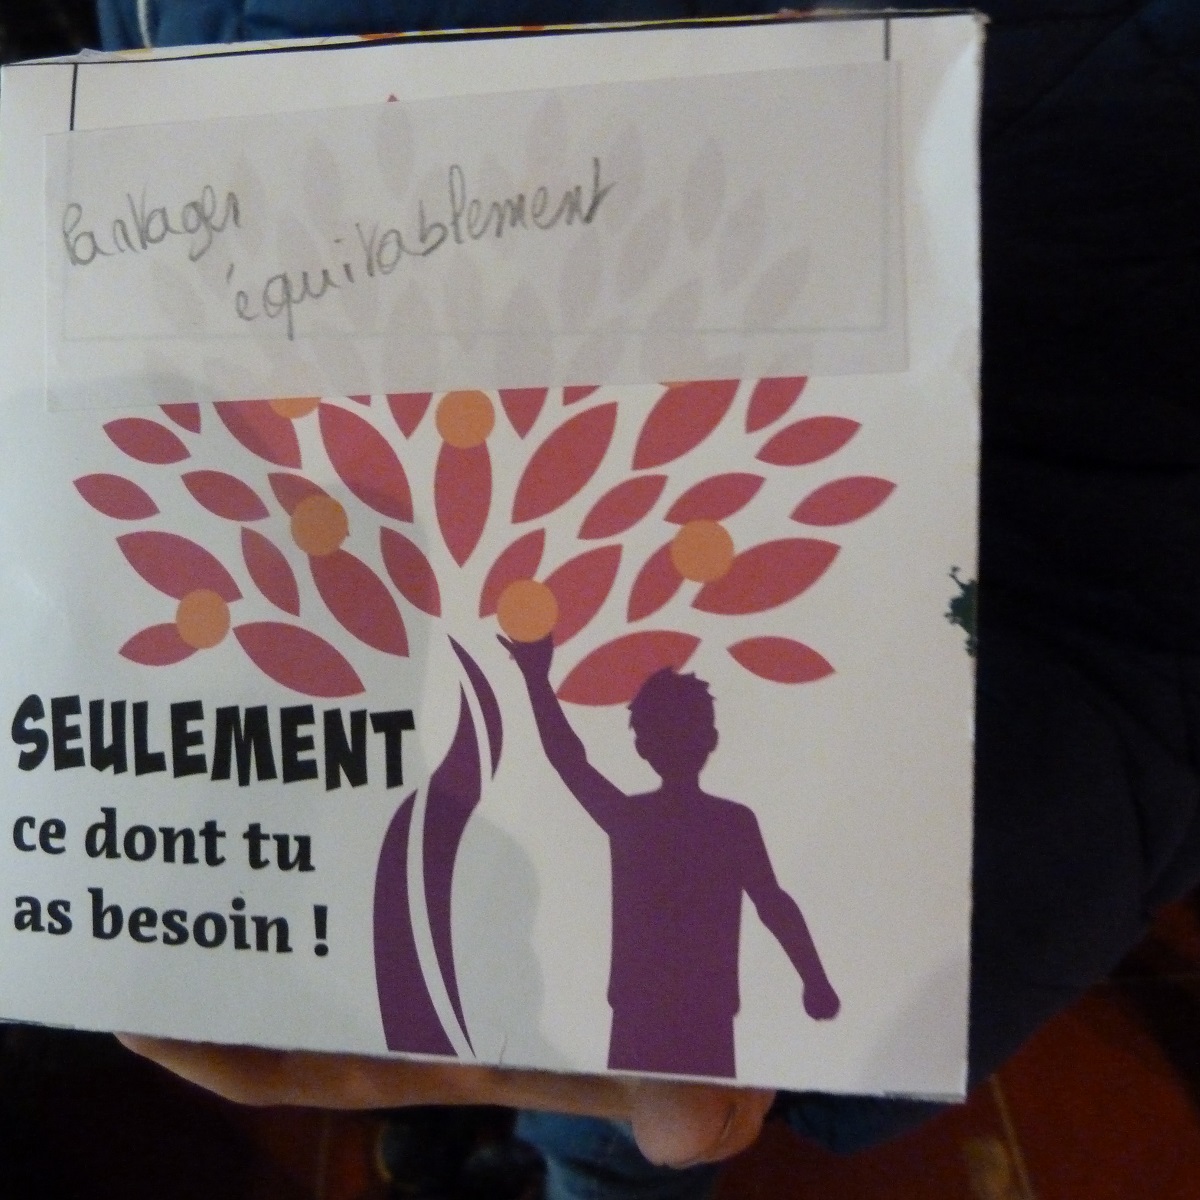 Partager
équitablement
SEULEMENT
ce dont tu
as besoin !